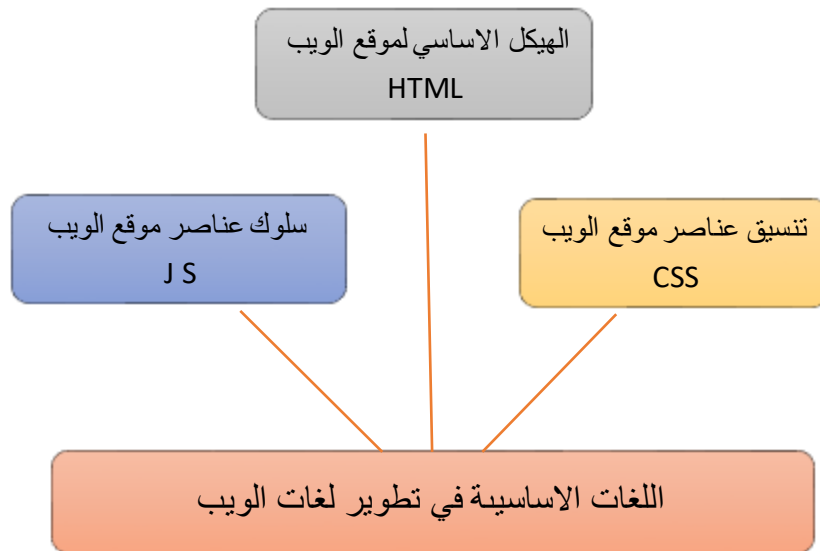 الهيكل الاساسي لموقع الويب
HTML
تنسيق عناصر موقع الويب
CSS
سلوك عناصر موقع الويب
J S
اللغات الاساسيىة في تطوير لغات الويب